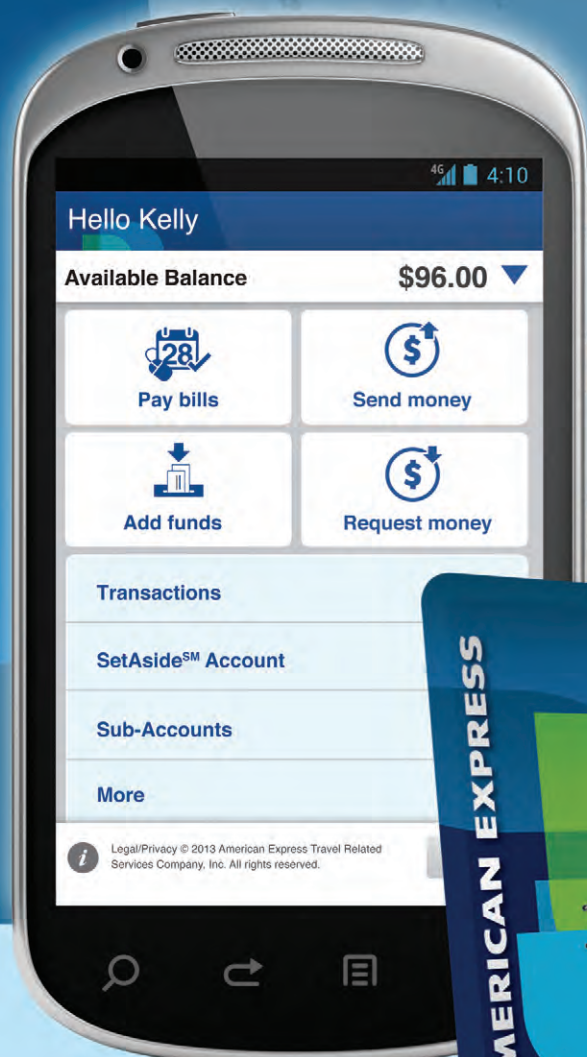 4G 4:10
Hello Kelly
Available Balance $96.00
28
Pay bills
$
Send money
Add funds
$
Request money
Transactions
SetAside℠ Account
Sub-Accounts
More
i
Legal/Privacy © 2013 American Express Travel Related
Services Company, Inc. All rights reserved.
MERICAN EXPRESS